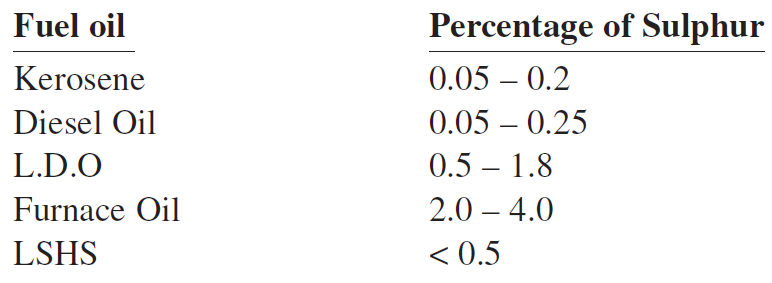 Fuel oil Percentage of Sulphur
Kerosene 0.05 – 0.2
Diesel Oil 0.05 – 0.25
L.D.O 0.5 – 1.8
Furnace Oil 2.0 – 4.0
LSHS < 0.5